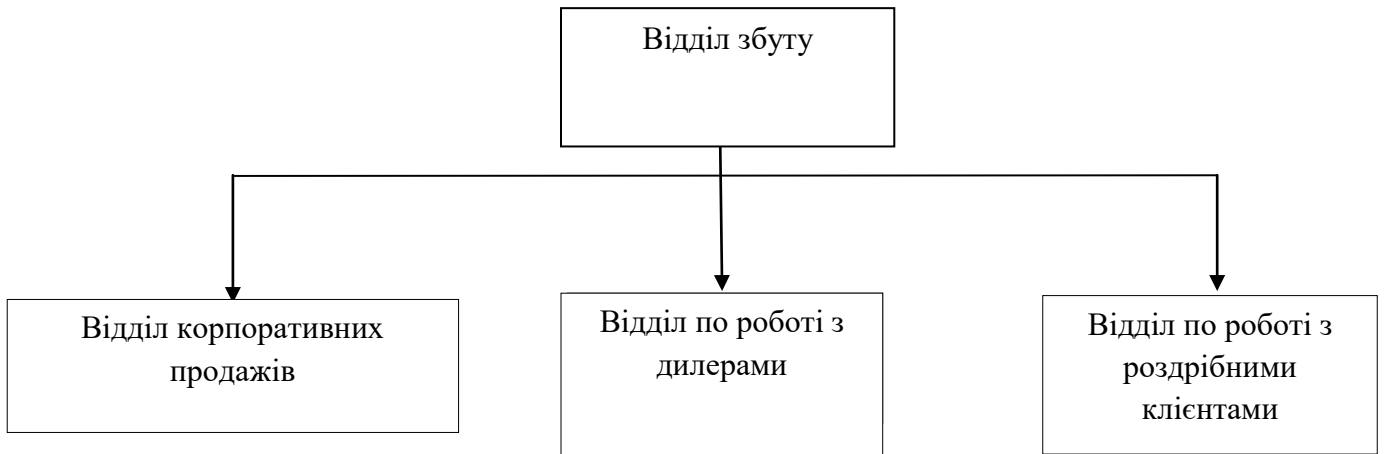 Відділ збуту
Відділ корпоративних
продажів
Відділ по роботі з
дилерами
Відділ по роботі з
роздрібними
клієнтами